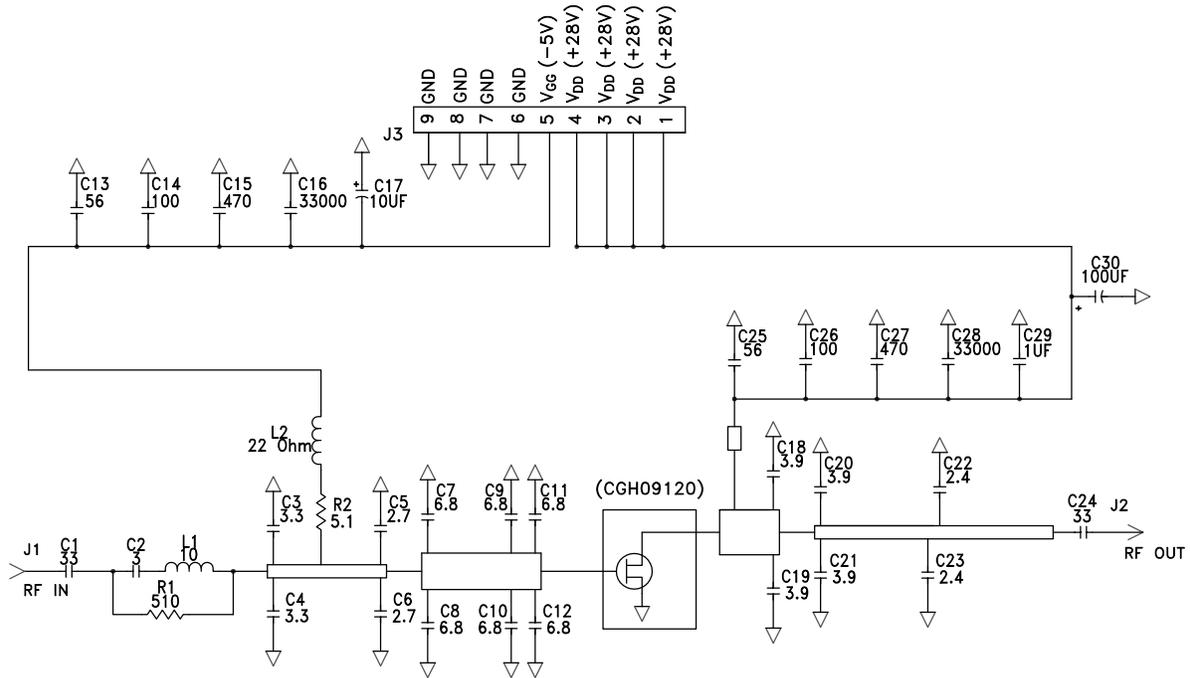 GND
GND
GND
GND
VGG (-5V)
VDD (+28V)
VDD (+28V)
VDD (+28V)
VDD (+28V)
J3
9
8
7
6
5
4
3
2
1
C13
56
C14
100
C15
470
C16
33000
C17
10UF
+
C30
100UF
+
C25
56
C26
100
C27
470
C28
33000
C29
1UF
L2
22 Ohm
R2
5.1
C3
3.3
C5
2.7
C7
6.8
C9
6.8
C11
6.8
(CGH09120)
C18
3.9
C20
3.9
C22
2.4
C24
33
J2
RF OUT
J1
RF IN
C1
33
C2
3
L1
10
R1
510
C4
3.3
C6
2.7
C8
6.8
C10
6.8
C12
6.8
C19
3.9
C21
3.9
C23
2.4